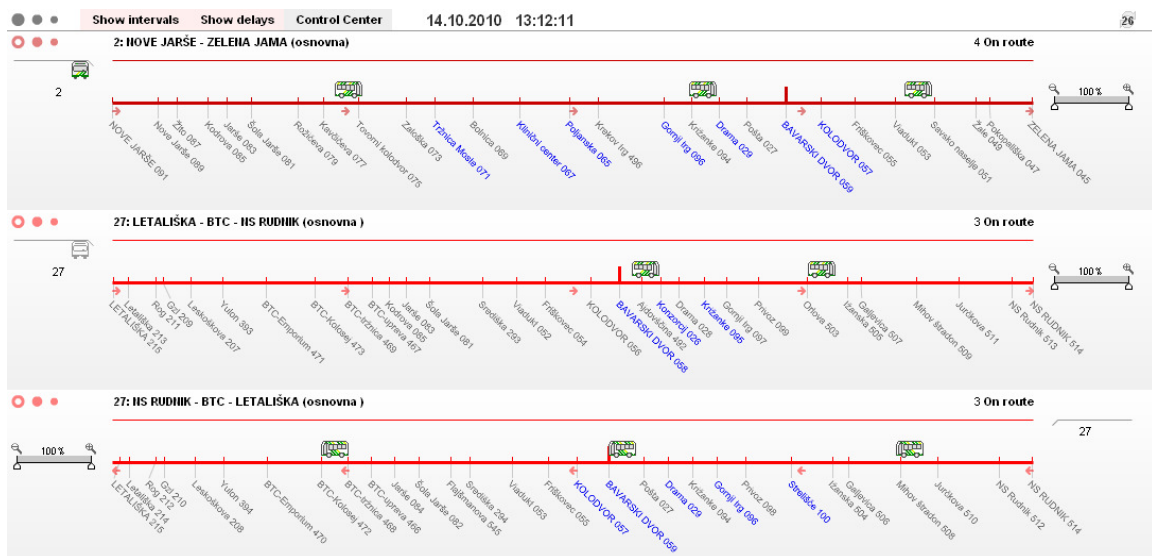 Show intervals Show delays Control Center 14.10.2010 13:12:11 26
2: NOVE JARŠE - ZELENA JAMA (osnovna) 4 On route
2
100 %
NOVE JARŠE 091
Nove Jarše 089
Žito 087
Kodrova 085
Jarše 083
Šola Jarše 081
Rožičeva 079
Kavčičeva 077
Tovorni kolodvor 075
Zaloška 073
Tržnica Moste 071
Bolnica 069
Klinični center 067
Poljanska 065
Krekov trg 496
Gornji trg 096
Križanke 094
Drama 029
Pošta 027
BAVARSKI DVOR 059
KOLODVOR 057
Friškovec 055
Viadukt 053
Savsko naselje 051
Žale 049
Pokopališka 047
ZELENA JAMA 045
27: LETALIŠKA - BTC - NS RUDNIK (osnovna ) 3 On route
27
100 %
LETALIŠKA 215
Letališka 213
Rog 211
Gzl 209
Leskoškova 207
Yulon 393
BTC-Emporium 471
BTC-Kolosej 473
BTC-tržnica 469
BTC-uprava 467
Kodrova 085
Jarše 083
Šola Jarše 081
Središka 293
Viadukt 052
Friškovec 054
KOLODVOR 056
BAVARSKI DVOR 058
Ajdovščina 492
Konzorcij 026
Drama 028
Križanke 095
Gornji trg 097
Privoz 099
Orlova 503
Ižanska 505
Galjevica 507
Mihov štradon 509
Jurčkova 511
NS Rudnik 513
NS RUDNIK 514
27: NS RUDNIK - BTC - LETALIŠKA (osnovna ) 3 On route
100 %
27
LETALIŠKA 215
Letališka 214
Rog 212
Gzl 210
Leskoškova 208
Yulon 394
BTC-Emporium 470
BTC-Kolosej 472
BTC-tržnica 468
BTC-uprava 466
Jarše 084
Šola Jarše 082
Flajšmanova 545
Središka 294
Viadukt 053
Friškovec 055
KOLODVOR 057
BAVARSKI DVOR 059
Pošta 027
Drama 029
Križanke 094
Gornji trg 096
Privoz 098
Strelišče 100
Ižanska 504
Galjevica 506
Mihov štradon 508
Jurčkova 510
NS Rudnik 512
NS RUDNIK 514